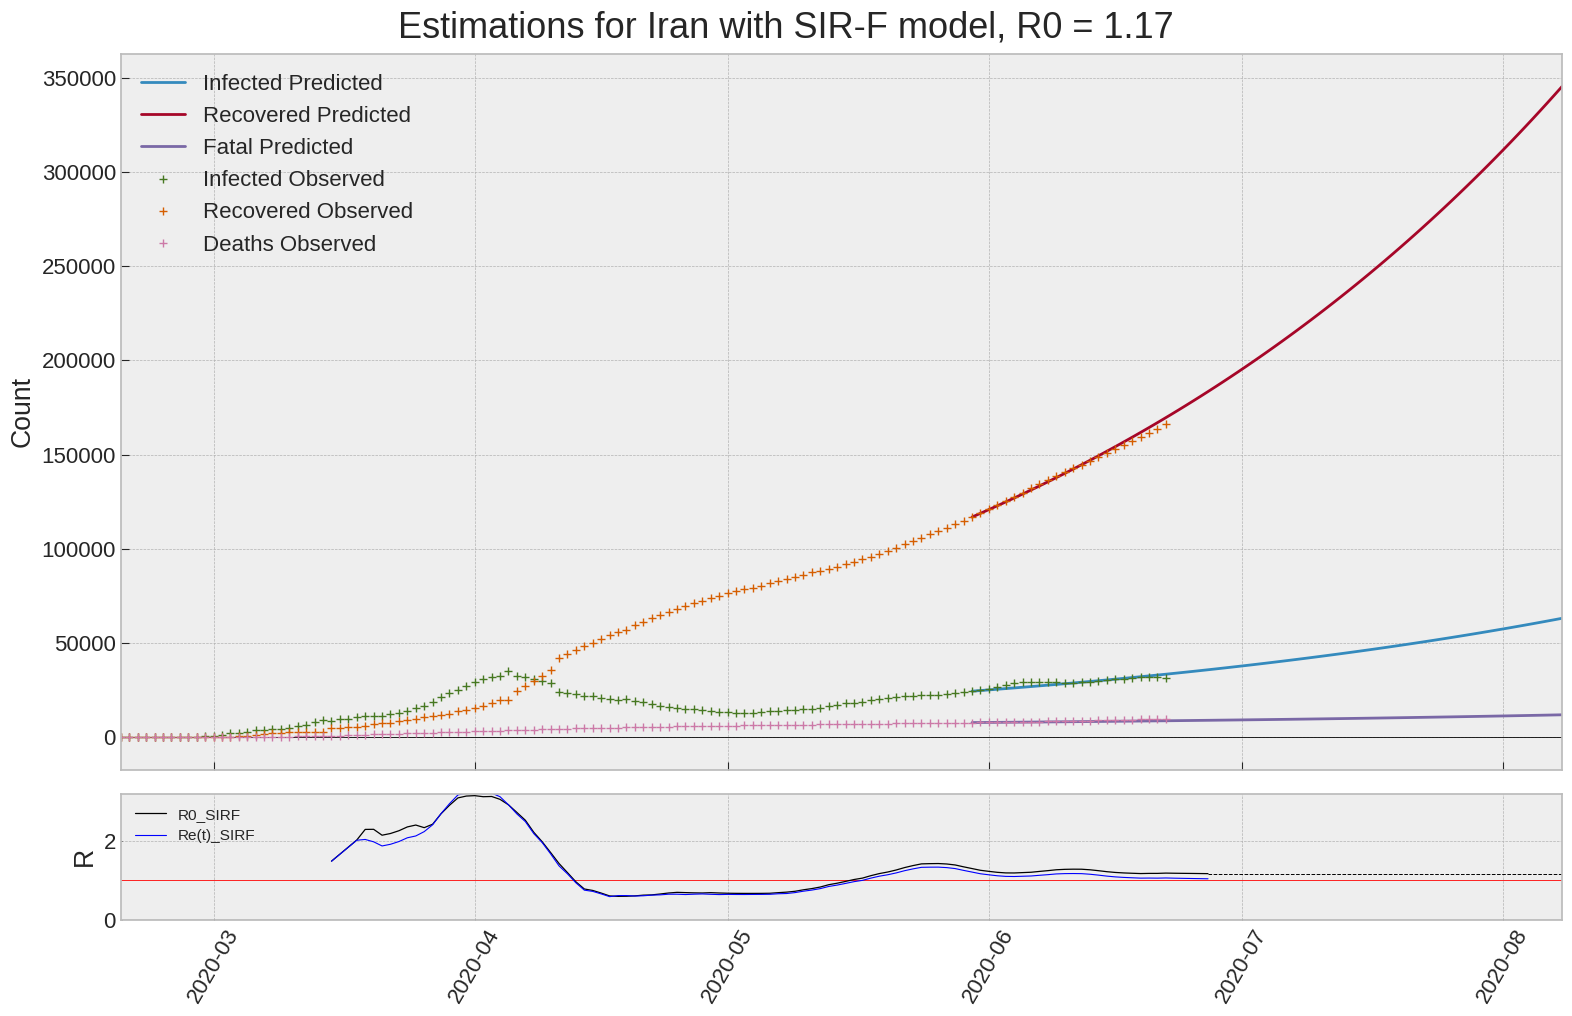 Estimations for Iran with SIR-F model, R0 = 1.17
350000
300000
250000
200000
150000
100000
50000
0
Count
Infected Predicted
Recovered Predicted
Fatal Predicted
Infected Observed
Recovered Observed
Deaths Observed
R0_SIRF
Re(t)_SIRF
2
0
R
2020-03
2020-04
2020-05
2020-06
2020-07
2020-08